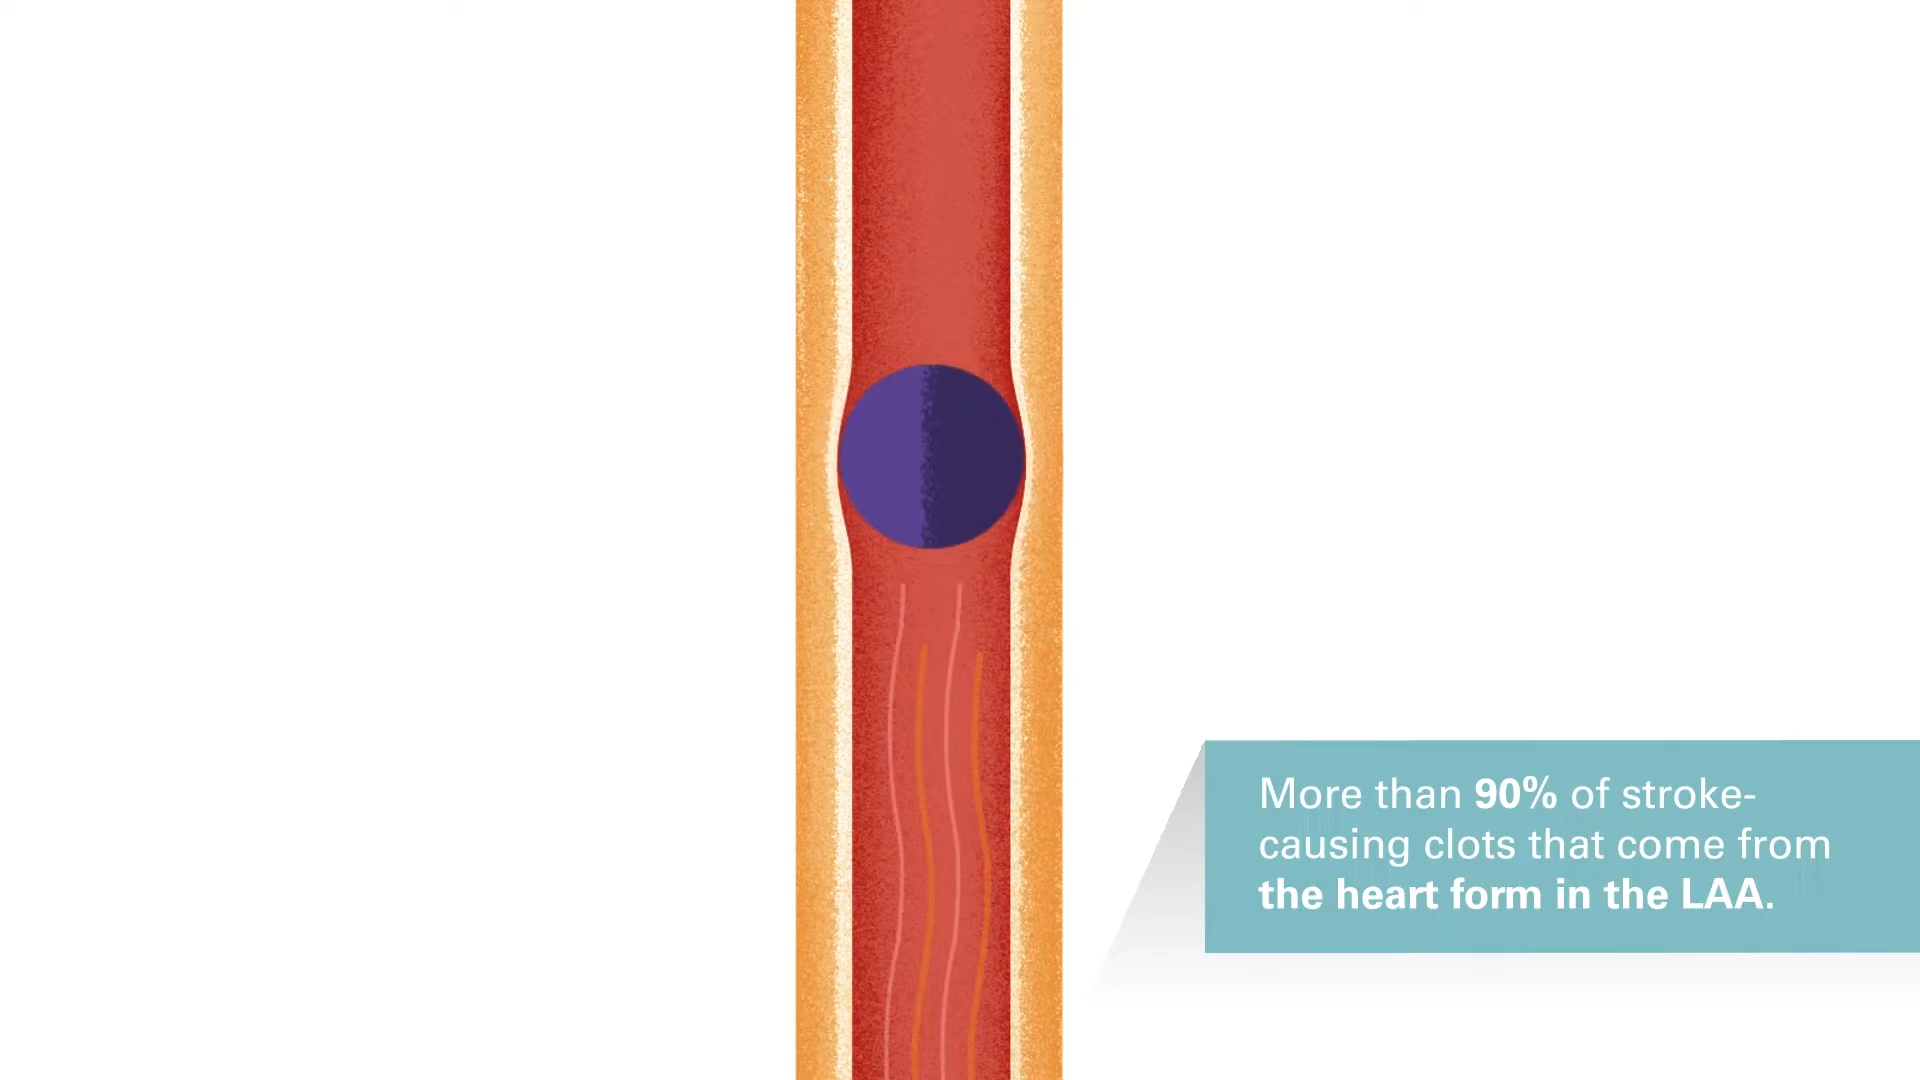 More than 90% of stroke-
causing clots that come from
the heart form in the LAA.